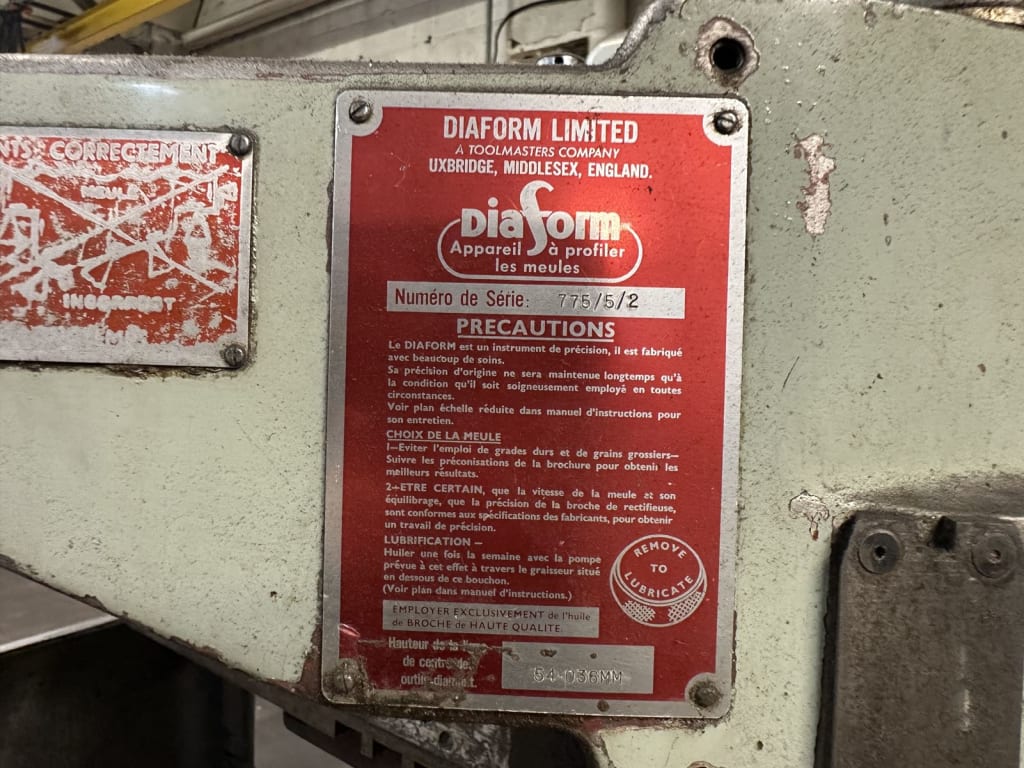 NTS CORRECTEMENT
MEULE
INCORRECT
DIAFORM LIMITED
A TOOLMASTERS COMPANY
UXBRIDGE, MIDDLESEX, ENGLAND.
Diaform
Appareil à profiler
les meules
Numéro de Série: 775/5/2
PRECAUTIONS
Le DIAFORM est un instrument de précision, il est fabriqué
avec beaucoup de soins.
Sa précision d'origine ne sera maintenue longtemps qu'à
la condition qu'il soit soigneusement employé en toutes
circonstances.
Voir plan échelle réduite dans manuel d'instructions pour
son entretien.
CHOIX DE LA MEULE
1—Eviter l'emploi de grades durs et de grains grossiers—
Suivre les préconisations de la brochure pour obtenir les
meilleurs résultats.
2—ETRE CERTAIN, que la vitesse de la meule et son
équilibrage, que la précision de la broche de rectifieuse,
sont conformes aux spécifications des fabricants, pour obtenir
un travail de précision.
LUBRIFICATION —
Huiler une fois la semaine avec la pompe
prévue à cet effet à travers le graisseur situé
en dessous de ce bouchon.
(Voir plan dans manuel d'instructions.)
REMOVE
TO
LUBRICATE
EMPLOYER EXCLUSIVEMENT de l'huile
de BROCHE de HAUTE QUALITE
Hauteur de la ligne
de centre des
outils-diamant. 54·036MM